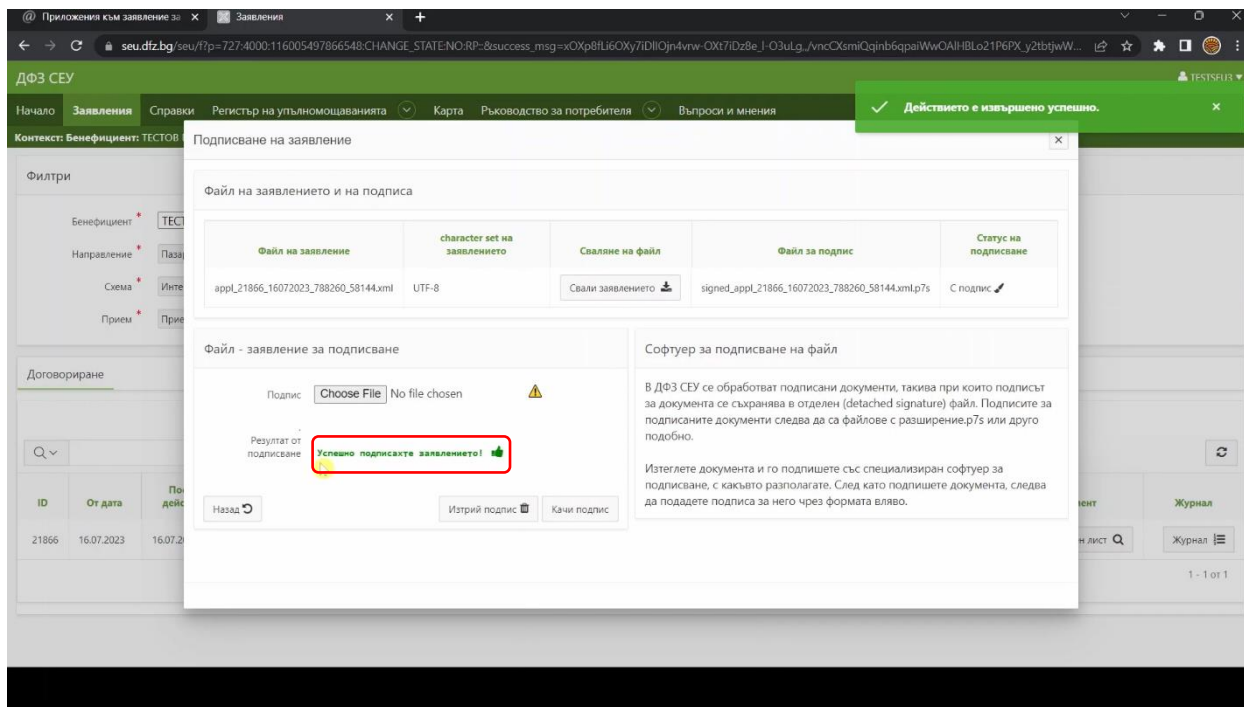 Приложения към заявление за
Заявления
seu.dfz.bg/seu/f?p=727:4000:116005497866548:CHANGE_STATE:NO:RP::&success_msg=
ДФЗ СЕУ
TESTSEU3
Начало Заявления Справки Регистър на упълномощаванията Карта Ръководство за потребителя Въпроси и мнения
Действието е извършено успешно.
Контекст: Бенефициент: ТЕСТОВ
Подписване на заявление
Филтри
Бенефициент *
Направление *
Схема *
Прием *
Файл на заявлението и на подписа
Файл на заявление
character set на заявлението
Сваляне на файл
Файл за подпис
Статус на подписване
appl_21866_16072023_788260_58144.xml UTF-8 Свали заявлението signed_appl_21866_16072023_788260_58144.xml.p7s С подпис
Файл - заявление за подписване
Подпис Choose File No file chosen
Резултат от подписване
Успешно подписахте заявлението!
Назад Изтрий подпис Качи подпис
Софтуер за подписване на файл
В ДФЗ СЕУ се обработват подписани документи, такива при които подписът
за документа се съхранява в отделен (detached signature) файл. Подписите за
подписаните документи следва да са файлове с разширение.p7s или друго
подобно.
Изтеглете документа и го подпишете със специализиран софтуер за
подписване, с какъвто разполагате. След като подпишете документа, следва
да подадете подписа за него чрез формата вляво.
Договориране
ID От дата
Журнал
21866 16.07.2023
лист Журнал
1 - 1 от 1